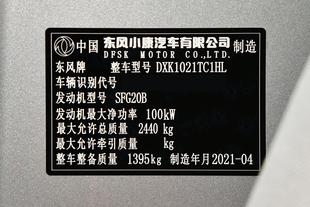 中国 东风小康汽车有限公司 制造
DFSK MOTOR CO.,LTD.
东风牌 整车型号 DXK1021TC1HL
车辆识别代号
发动机型号 SFG20B
发动机最大净功率 100kW
最大允许总质量 2440 kg
最大允许牵引质量 kg
整车整备质量 1395kg 制造年月2021-04